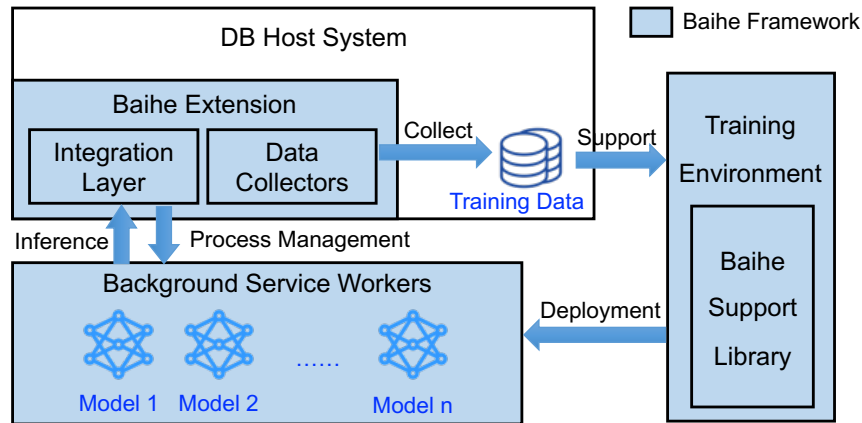 DB Host System
Baihe Framework
Baihe Extension
Integration
Layer
Data
Collectors
Collect
Training Data
Support
Training
Environment
Baihe
Support
Library
Inference
Process Management
Background Service Workers
Deployment
......
Model 1
Model 2
Model n